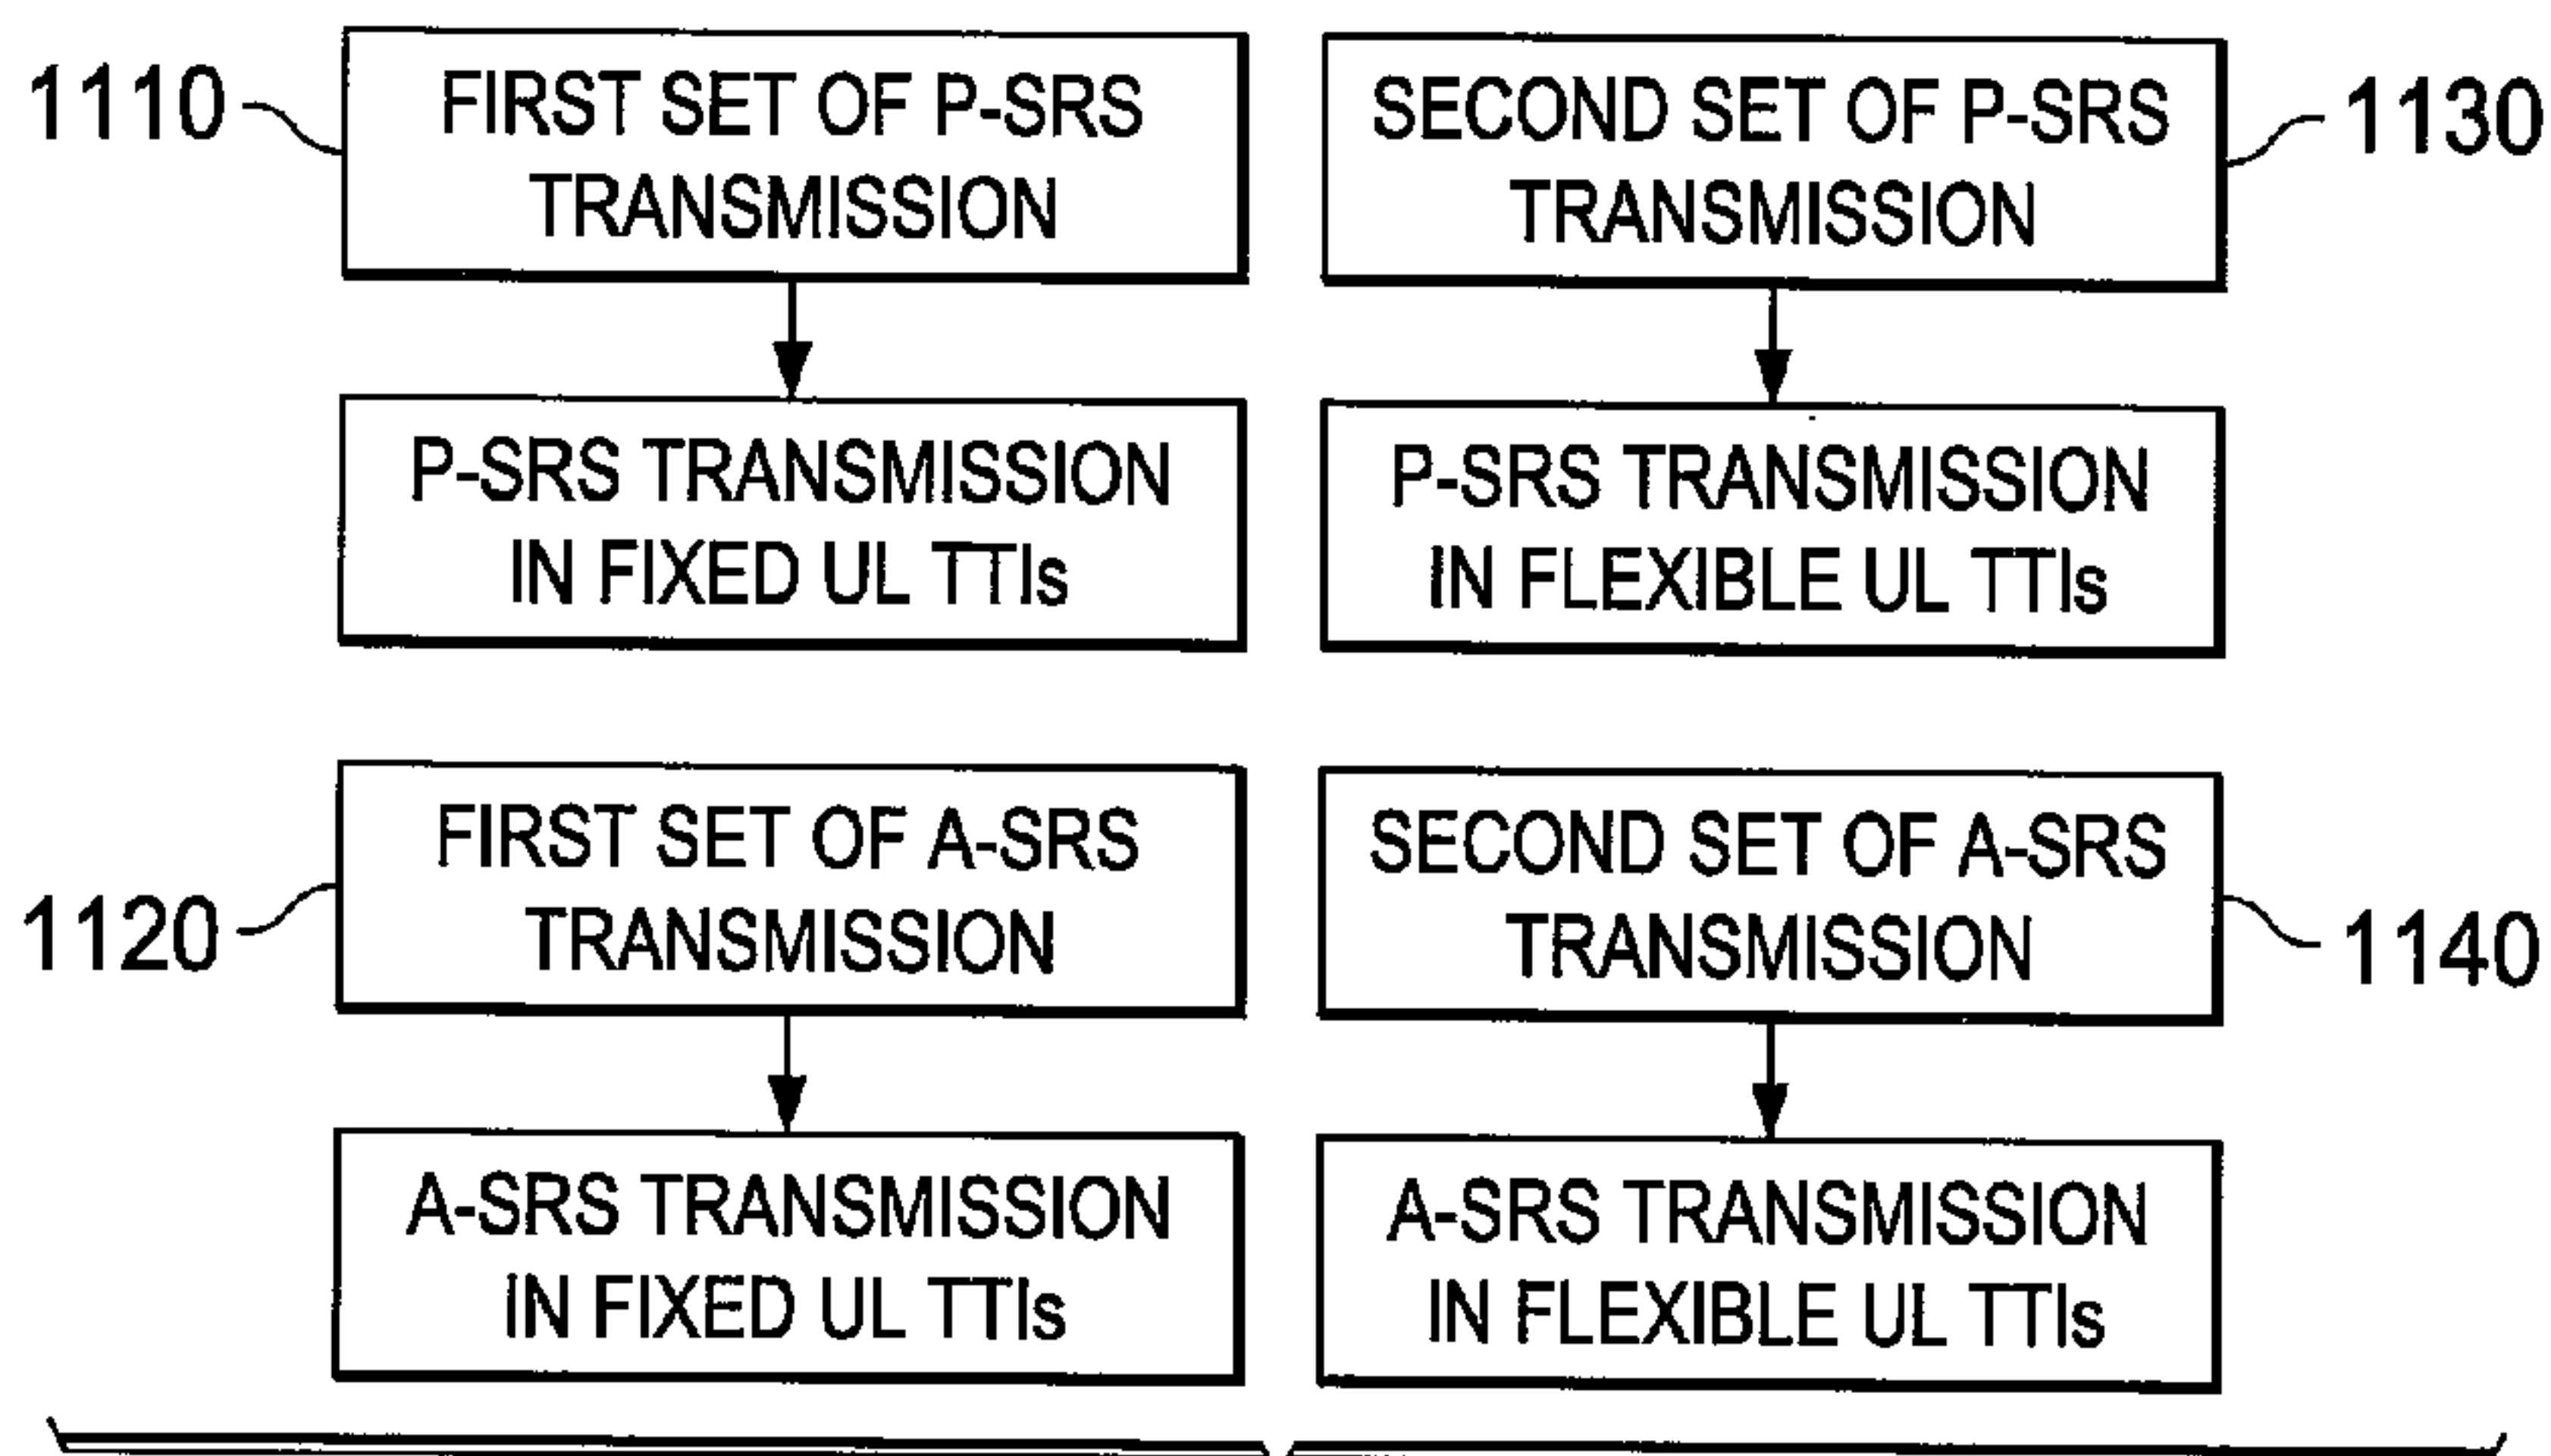 1110
FIRST SET OF P-SRS
TRANSMISSION
P-SRS TRANSMISSION
IN FIXED UL TTIs
SECOND SET OF P-SRS
TRANSMISSION
1130
P-SRS TRANSMISSION
IN FLEXIBLE UL TTIs
1120
FIRST SET OF A-SRS
TRANSMISSION
A-SRS TRANSMISSION
IN FIXED UL TTIs
SECOND SET OF A-SRS
TRANSMISSION
1140
A-SRS TRANSMISSION
IN FLEXIBLE UL TTIs